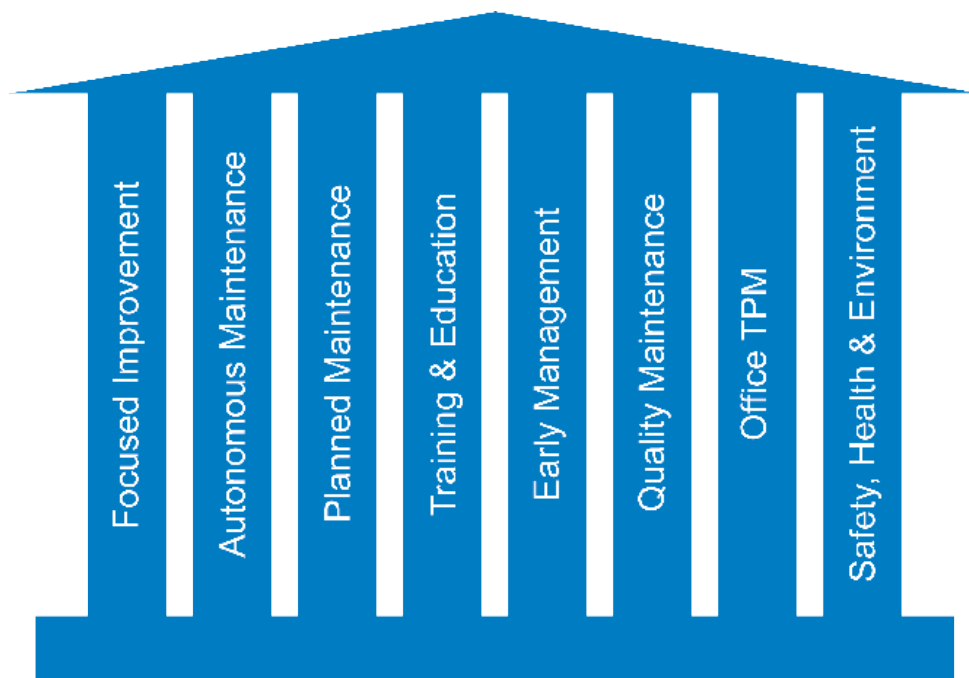 Focused Improvement
Autonomous Maintenance
Planned Maintenance
Training & Education
Early Management
Quality Maintenance
Office TPM
Safety, Health & Environment